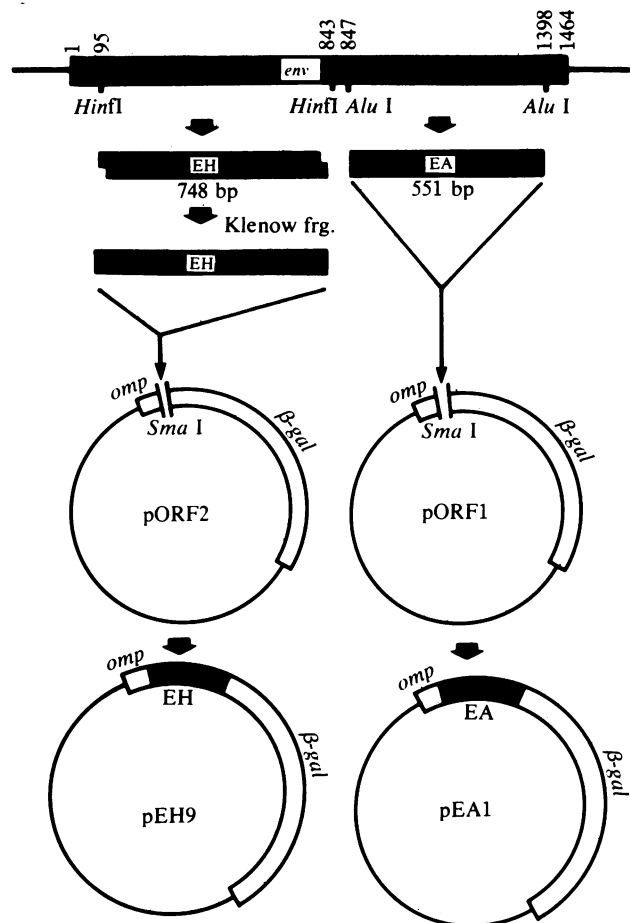 1 95 843 847 1398 1464
env
HinfI HinfI Alu I Alu I
EH EA
748 bp 551 bp
Klenow frg.
EH
omp omp
Sma I Sma I
β-gal β-gal
pORF2 pORF1
omp omp
EH EA
β-gal β-gal
pEH9 pEA1